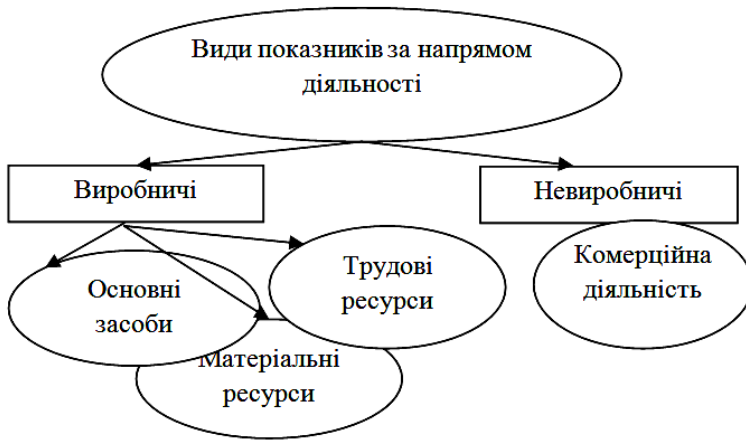 Види показників за напрямом
діяльності
Виробничі
Невиробничі
Основні
засоби
Трудові
ресурси
Матеріальні
ресурси
Комерційна
діяльність